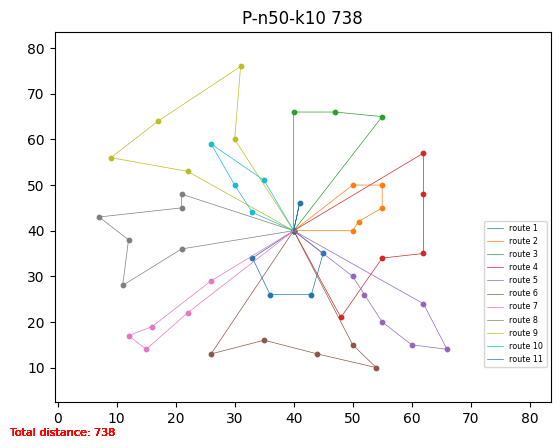 P-n50-k10 738
80
70
60
50
40
30
20
10
0 10 20 30 40 50 60 70 80
route 1
route 2
route 3
route 4
route 5
route 6
route 7
route 8
route 9
route 10
route 11
Total distance: 738